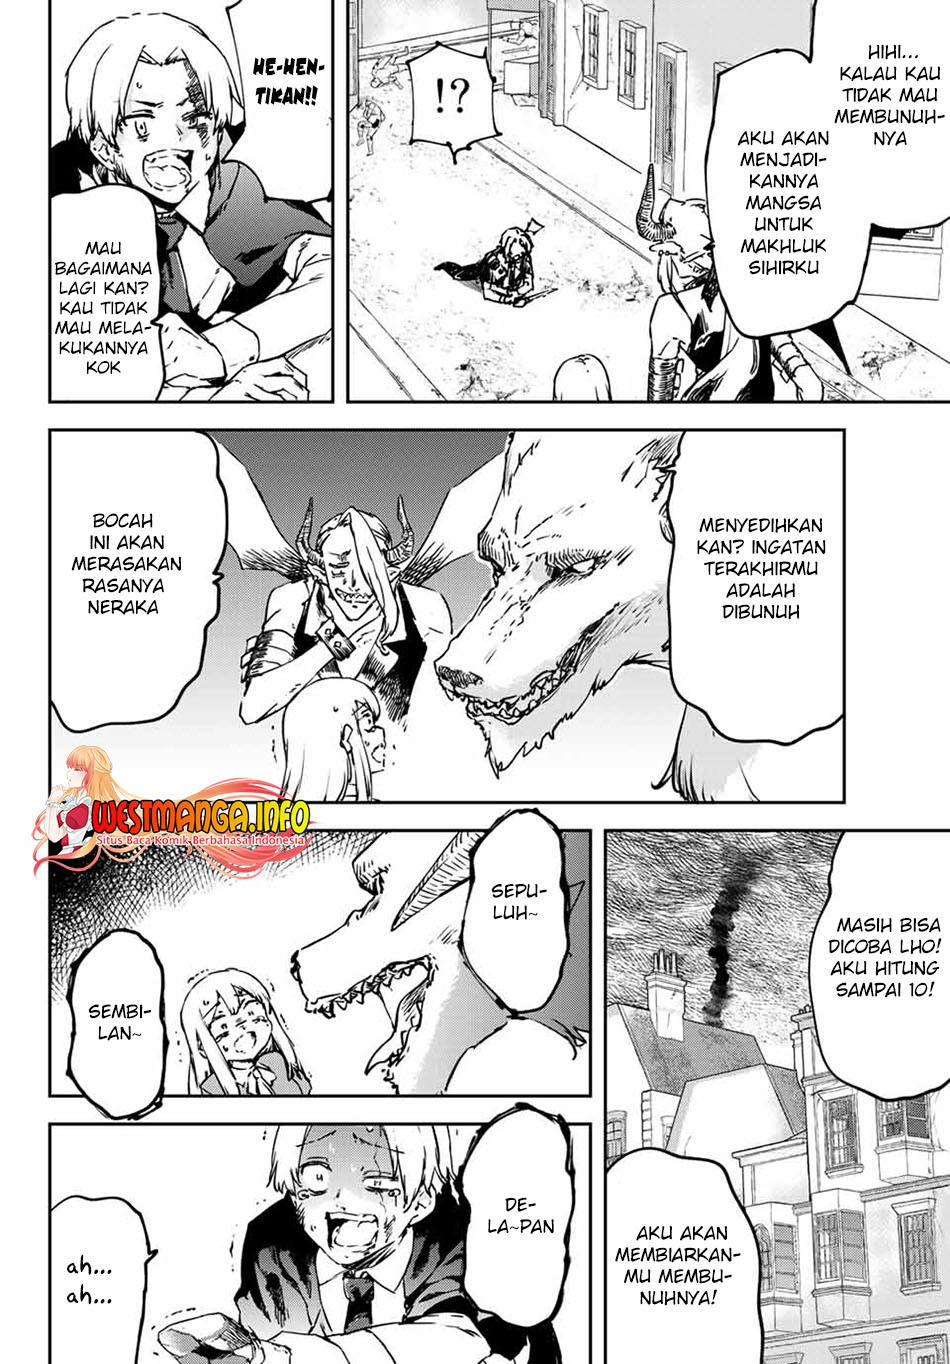 HIHI...
KALAU KAU
TIDAK MAU
MEMBUNUH-
NYA
AKU AKAN
MENJADI-
KANNYA
MANGSA
UNTUK
MAKHLUK
SIHIRKU
!?
HE-HEN-
TIKAN!!
MAU
BAGAIMANA
LAGI KAN?
KAU TIDAK
MAU MELA-
KUKANNYA
KOK
MENYEDIHKAN
KAN? INGATAN
TERAKHIRMU
ADALAH
DIBUNUH
BOCAH
INI AKAN
MERASAKAN
RASANYA
NERAKA
WESTMANGA.INFO
Situs Baca Komik Berbahasa Indonesia
MASIH BISA
DICOBA LHO!
AKU HITUNG
SAMPAI 10!
AKU AKAN
MEMBIARKAN-
MU MEMBU-
NUHNYA!
SEPU-
LUH~
SEMBI-
LAN~
DE-
LA~PAN
ah...
ah...